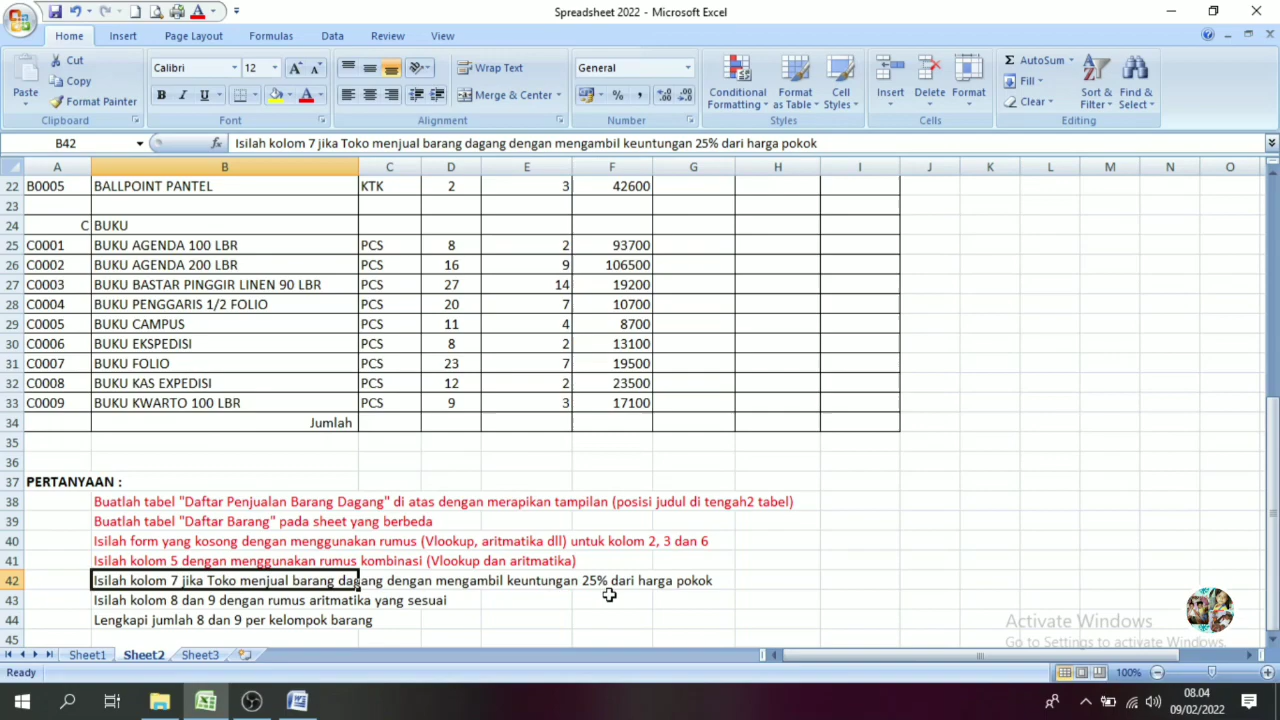 Spreadsheet 2022 - Microsoft Excel
Home Insert Page Layout Formulas Data Review View
Paste Cut Copy Format Painter Clipboard
Calibri 12 B I U A Font
Wrap Text Merge & Center Alignment
General % , Number
Conditional Formatting Format as Table Cell Styles Styles
Insert Delete Format Cells
Σ AutoSum Fill Clear Sort & Filter Find & Select Editing
B42 fx Isilah kolom 7 jika Toko menjual barang dagang dengan mengambil keuntungan 25% dari harga pokok
A B C D E F G H I J K L M N O
22 B0005 BALLPOINT PANTEL KTK 2 3 42600
23
24 C BUKU
25 C0001 BUKU AGENDA 100 LBR PCS 8 2 93700
26 C0002 BUKU AGENDA 200 LBR PCS 16 9 106500
27 C0003 BUKU BASTAR PINGGIR LINEN 90 LBR PCS 27 14 19200
28 C0004 BUKU PENGGARIS 1/2 FOLIO PCS 20 7 10700
29 C0005 BUKU CAMPUS PCS 11 4 8700
30 C0006 BUKU EKSPEDISI PCS 8 2 13100
31 C0007 BUKU FOLIO PCS 23 7 19500
32 C0008 BUKU KAS EXPEDISI PCS 12 2 23500
33 C0009 BUKU KWARTO 100 LBR PCS 9 3 17100
34 Jumlah
35
36
37 PERTANYAAN :
38 Buatlah tabel "Daftar Penjualan Barang Dagang" di atas dengan merapikan tampilan (posisi judul di tengah2 tabel)
39 Buatlah tabel "Daftar Barang" pada sheet yang berbeda
40 Isilah form yang kosong dengan menggunakan rumus (Vlookup, aritmatika dll) untuk kolom 2, 3 dan 6
41 Isilah kolom 5 dengan menggunakan rumus kombinasi (Vlookup dan aritmatika)
42 Isilah kolom 7 jika Toko menjual barang dagang dengan mengambil keuntungan 25% dari harga pokok
43 Isilah kolom 8 dan 9 dengan rumus aritmatika yang sesuai
44 Lengkapi jumlah 8 dan 9 per kelompok barang
45
Activate Windows
Go to Settings to activate Windows.
Sheet1 Sheet2 Sheet3
Ready 100%
08.04
09/02/2022